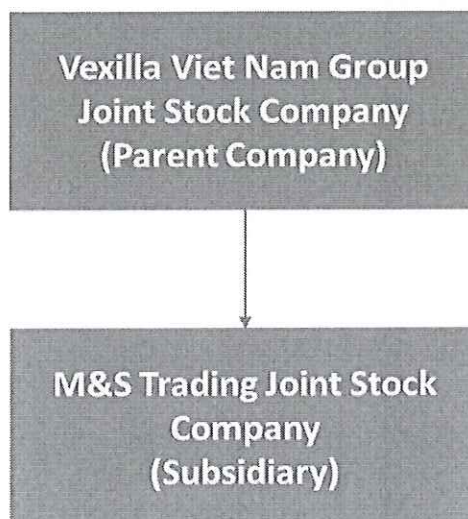 Vexilla Viet Nam Group
Joint Stock Company
(Parent Company)
M&S Trading Joint Stock
Company
(Subsidiary)